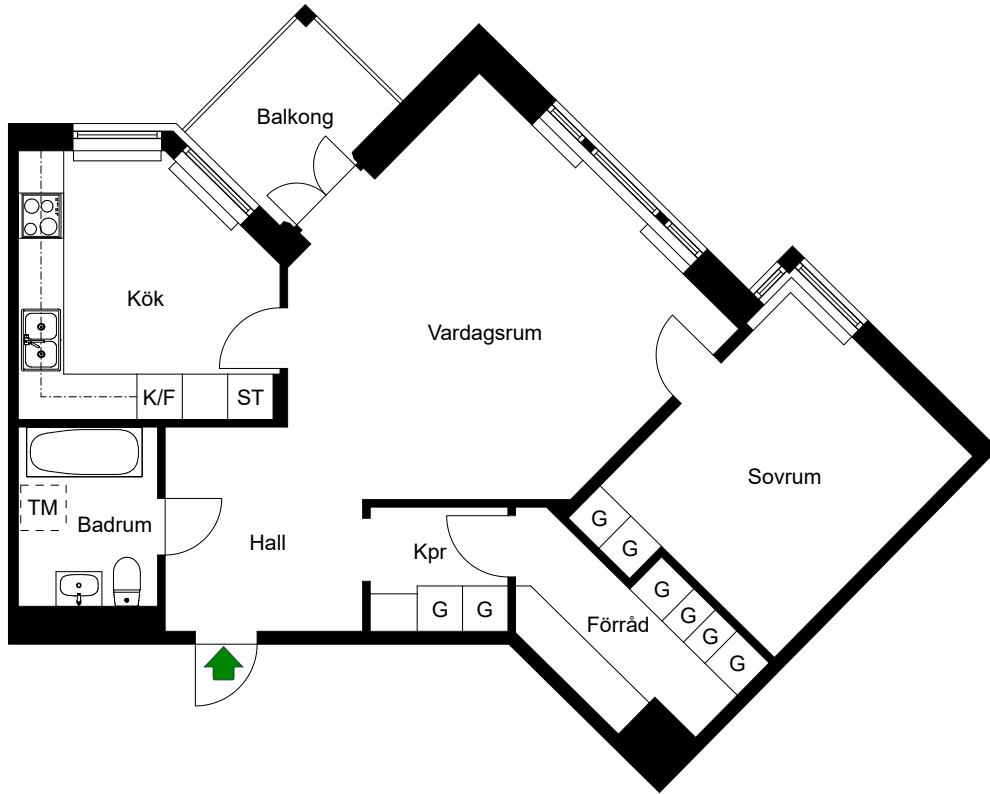 Balkong
Kök
Vardagsrum
K/F
ST
TM
Badrum
Sovrum
Hall
Kpr
G
G
G
G
Förråd
G
G
G
G
G